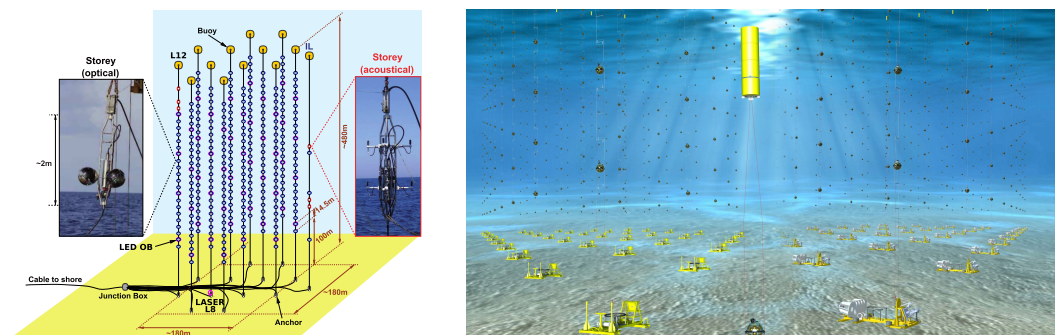 Buoy
L12
IL
Storey
(optical)
Storey
(acoustical)
~480m
~2m
14.5m
100m
LED OB
Cable to shore
Junction Box
LASER
L8
Anchor
~180m
~180m